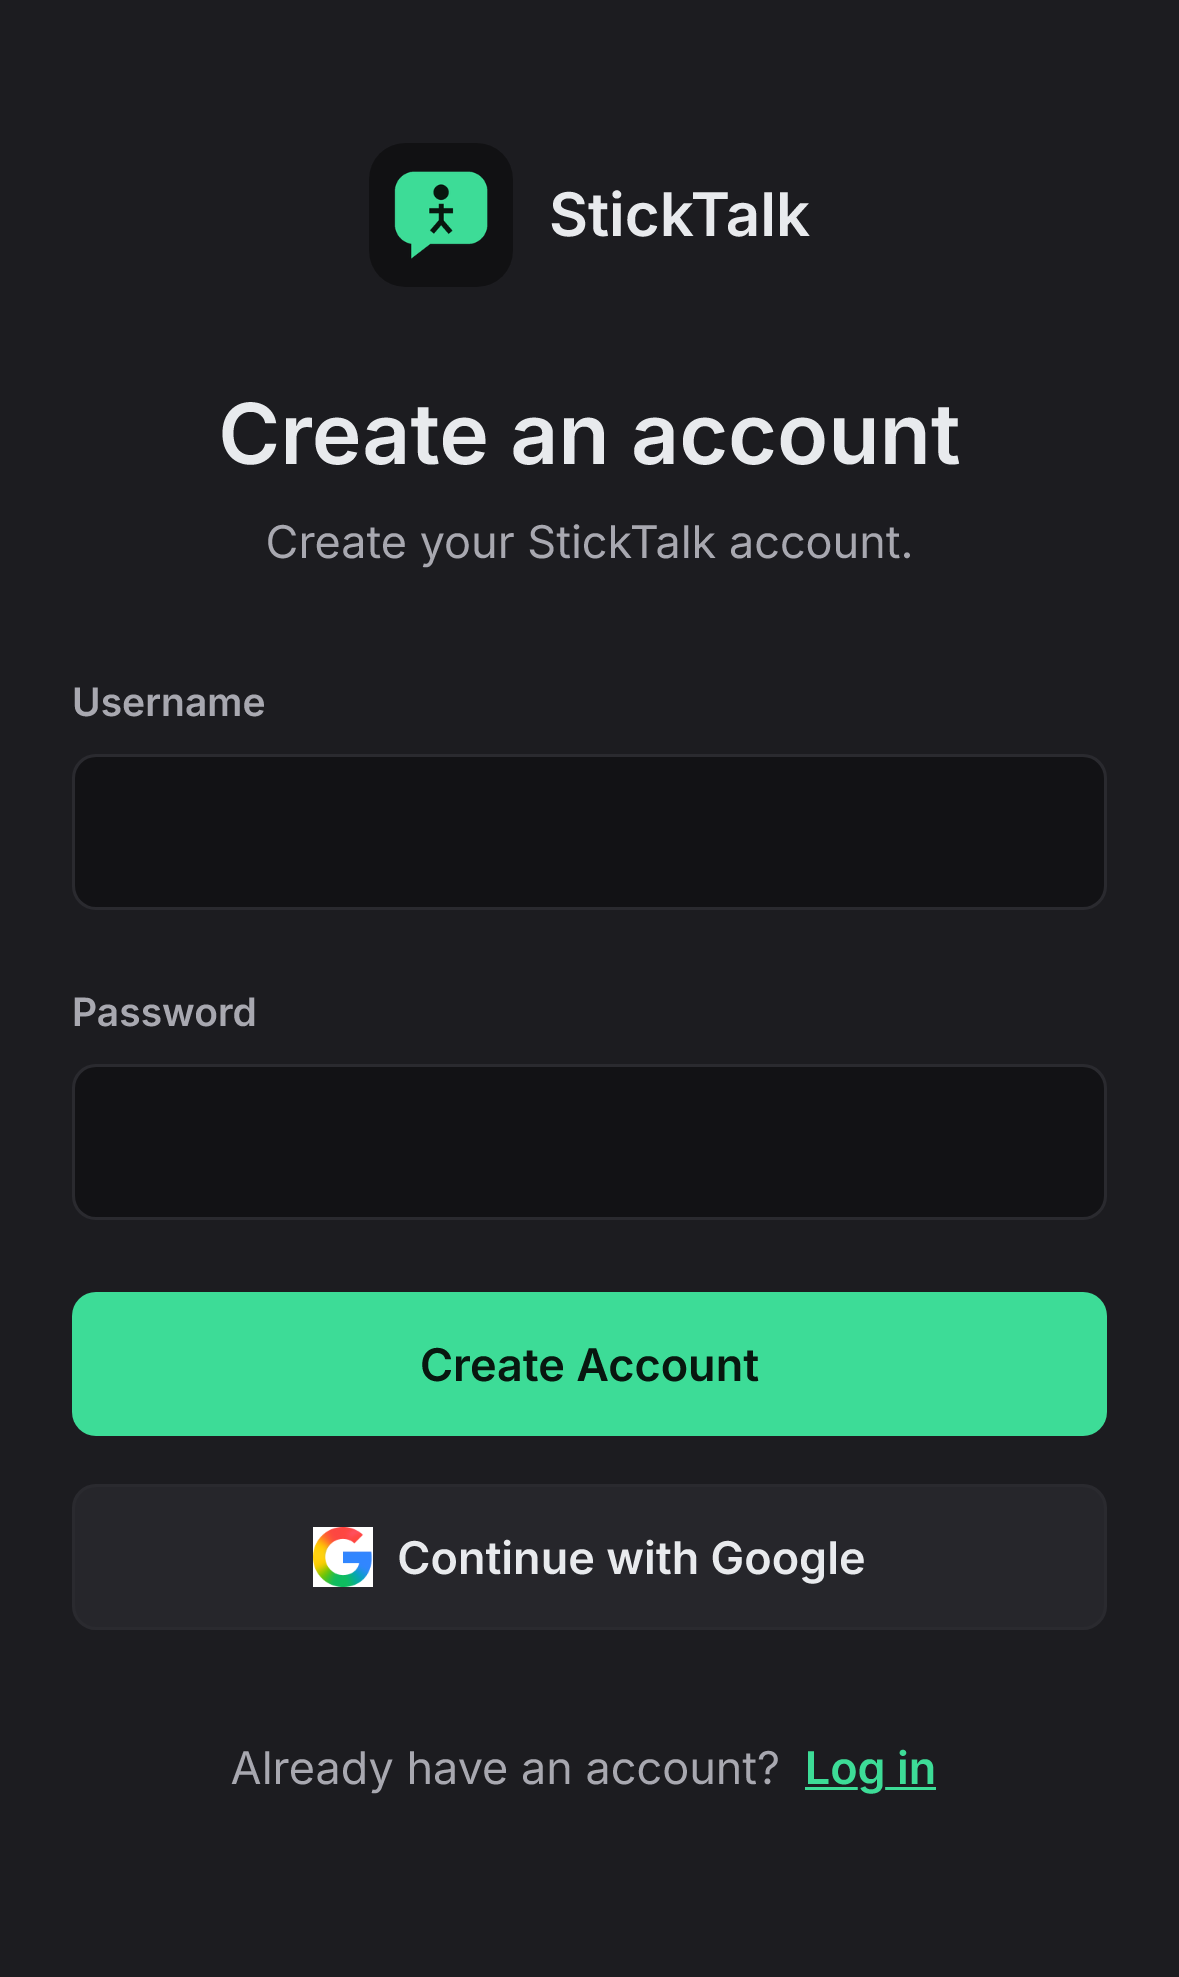 StickTalk
Create an account
Create your StickTalk account.
Username
Password
Create Account
Continue with Google
Already have an account? Log in